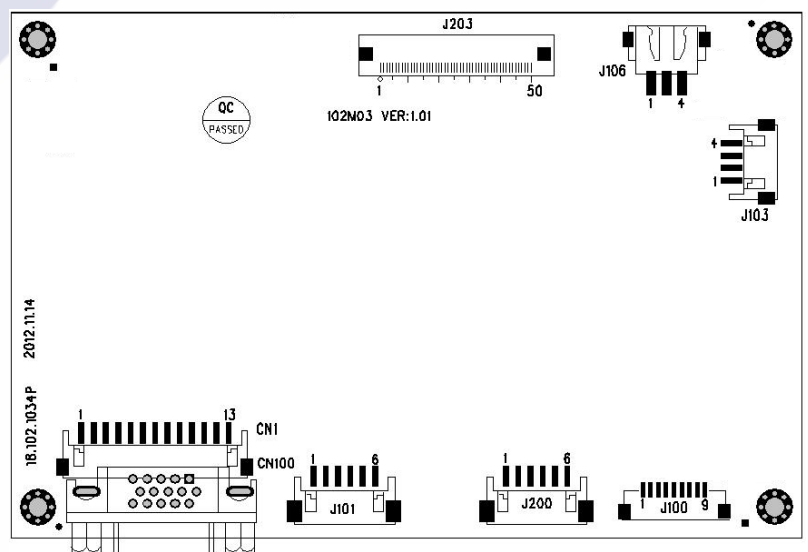 J203
J106
1 50
1 4
QC
PASSED
102M03 VER:1.01
4
1
J103
2012.11.14
18.102.1034P
1 13
CN1
CN100
1 6
J101
1 6
J200
1 9
J100